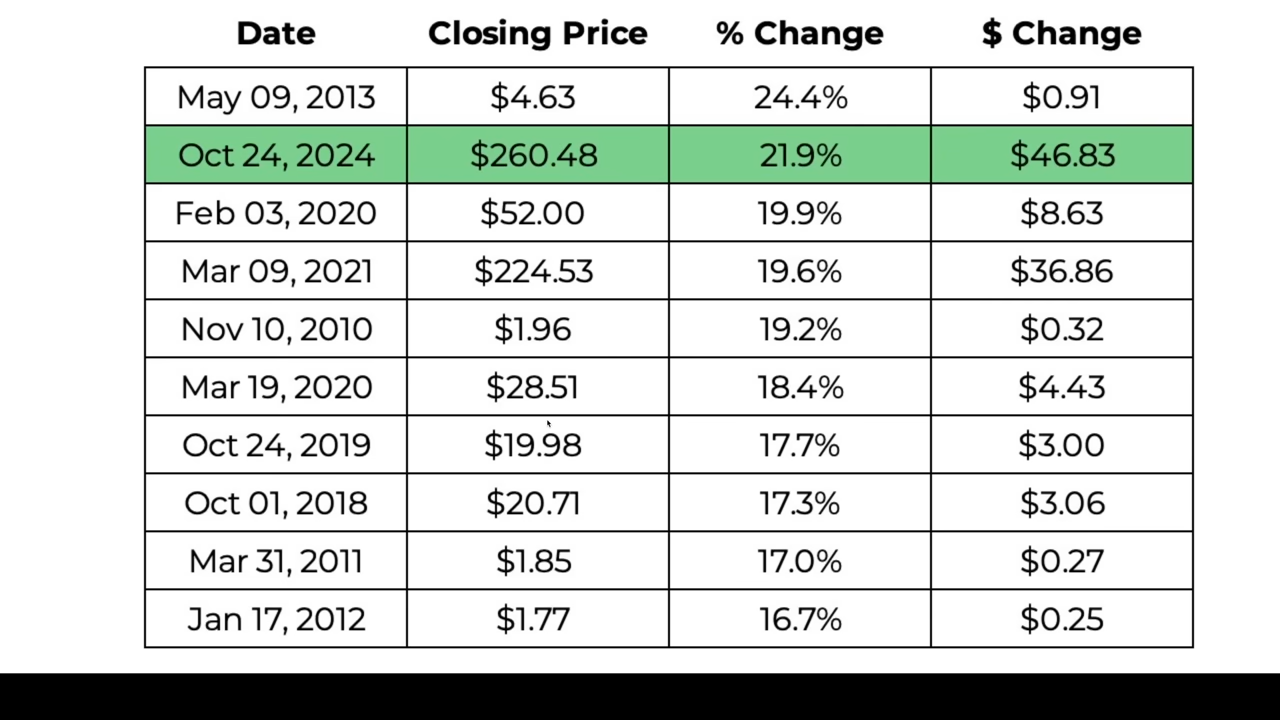 Date Closing Price % Change $ Change
May 09, 2013 $4.63 24.4% $0.91
Oct 24, 2024 $260.48 21.9% $46.83
Feb 03, 2020 $52.00 19.9% $8.63
Mar 09, 2021 $224.53 19.6% $36.86
Nov 10, 2010 $1.96 19.2% $0.32
Mar 19, 2020 $28.51 18.4% $4.43
Oct 24, 2019 $19.98 17.7% $3.00
Oct 01, 2018 $20.71 17.3% $3.06
Mar 31, 2011 $1.85 17.0% $0.27
Jan 17, 2012 $1.77 16.7% $0.25